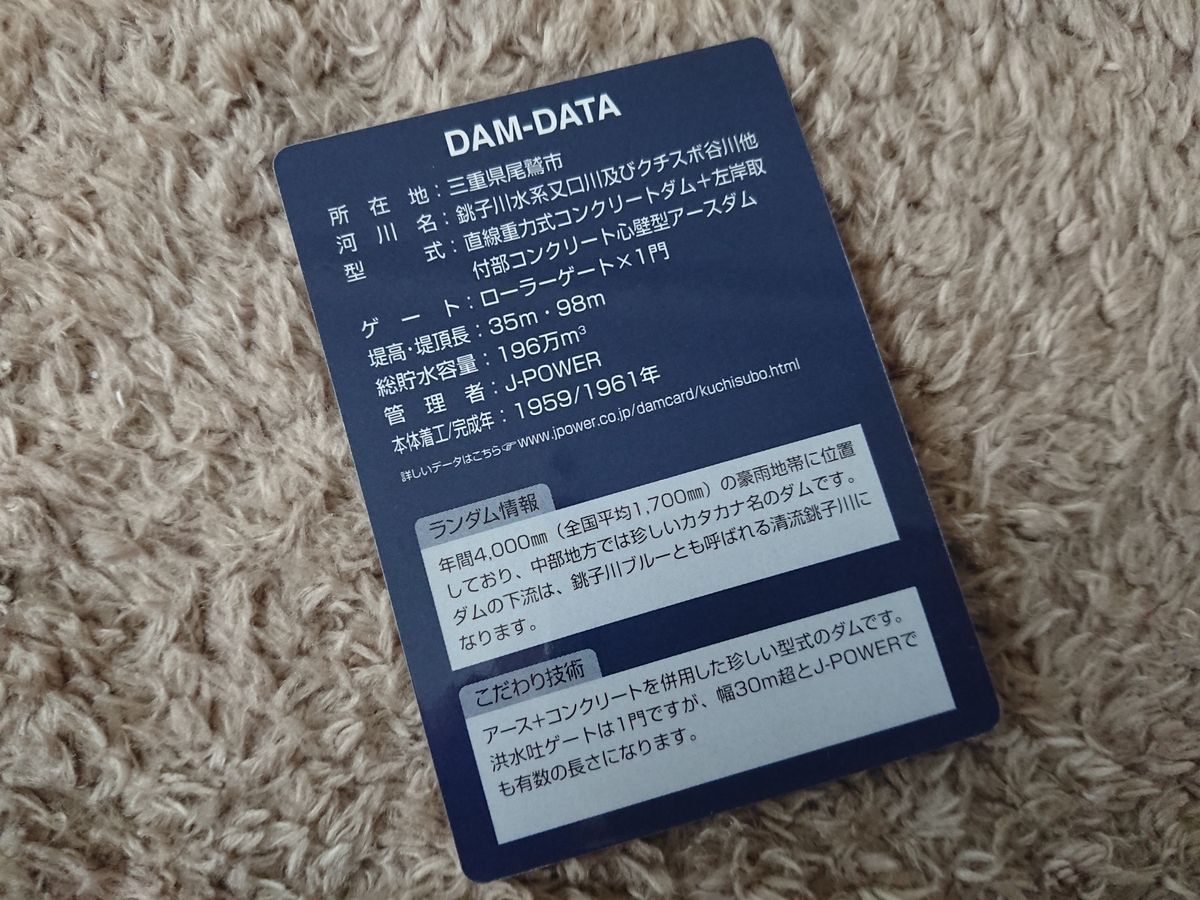 DAM-DATA
所在地：三重県尾鷲市
河川名：銚子川水系又口川及びクチスボ谷川他
型式：直線重力式コンクリートダム＋左岸取
付部コンクリート心壁型アースダム
ゲート：ローラーゲート×1門
堤高・堤頂長：35m・98m
総貯水容量：196万m³
管理者：J-POWER
本体着工/完成年：1959/1961年
詳しいデータはこちら☞www.jpower.co.jp/damcard/kuchisubo.html
ランダム情報
年間4,000㎜（全国平均1,700㎜）の豪雨地帯に位置
しており、中部地方では珍しいカタカナ名のダムです。
ダムの下流は、銚子川ブルーとも呼ばれる清流銚子川に
なります。
こだわり技術
アース＋コンクリートを併用した珍しい型式のダムです。
洪水吐ゲートは1門ですが、幅30m超とJ-POWERで
も有数の長さになります。